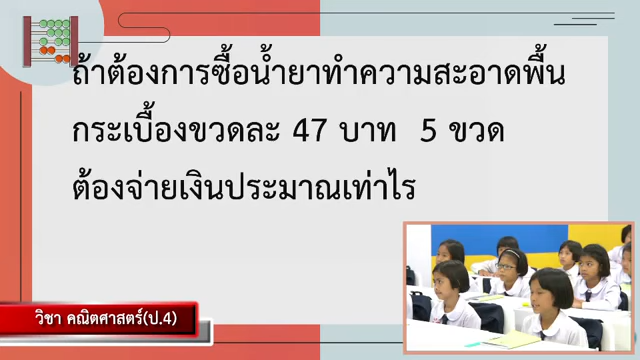 ถ้าต้องการซื้อน้ำยาทำความสะอาดพื้น
กระเบื้องขวดละ 47 บาท 5 ขวด
ต้องจ่ายเงินประมาณเท่าไร
วิชา คณิตศาสตร์(ป.4)